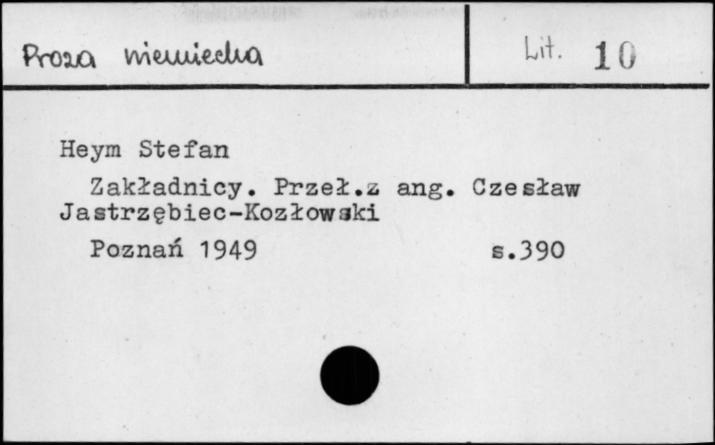 Proza niemiecka
Lit. 10
Heym Stefan
Zakładnicy. Przeł.z ang. Czesław
Jastrzębiec-Kozłowski
Poznań 1949 s.390